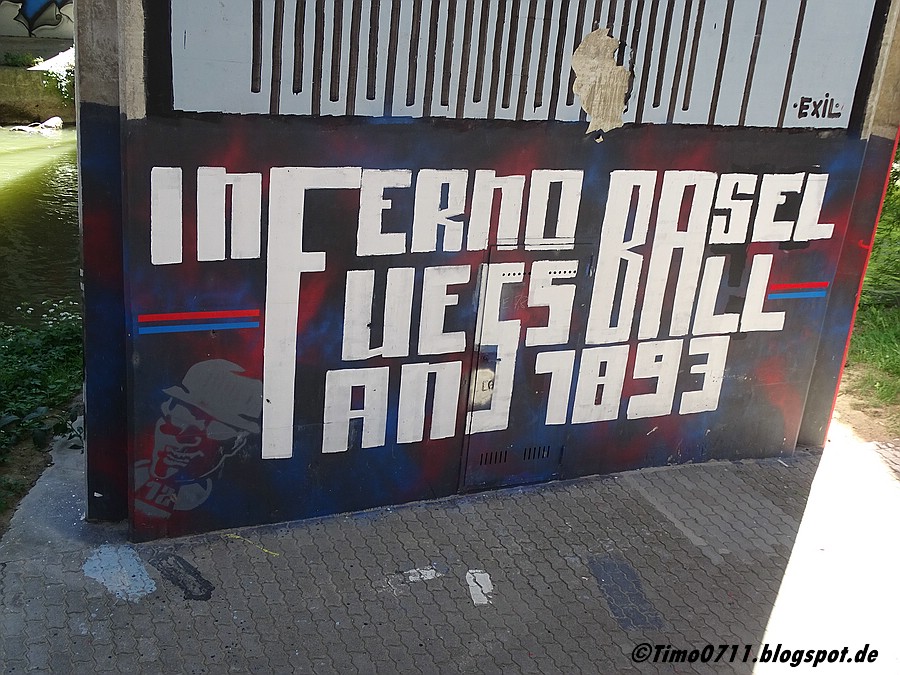 ·EXIL·
INFERNO BASEL
FUESSBALL
FANS 1893
©Timo0711.blogspot.de